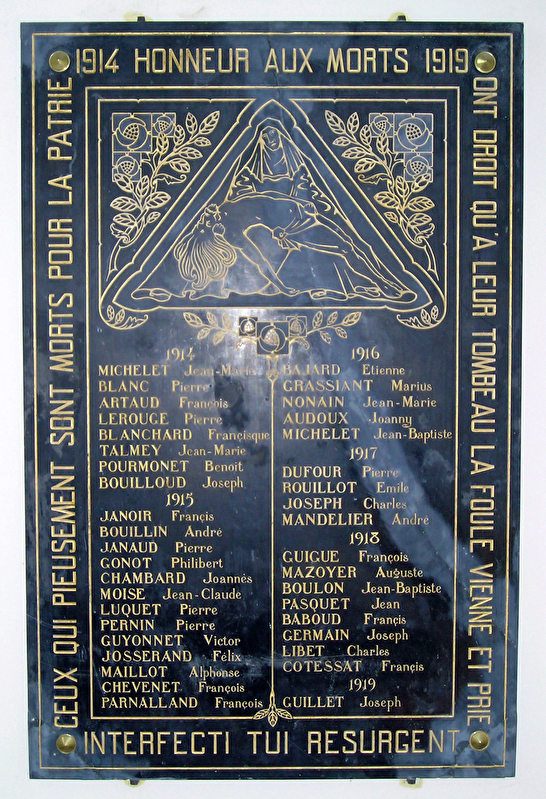 1914 HONNEUR AUX MORTS 1919
CEUX QUI PIEUSEMENT SONT MORTS POUR LA PATRIE
ONT DROIT QU'A LEUR TOMBEAU LA FOULE VIENNE ET PRIE
1914
MICHELET Jean-Marie
BLANC Pierre
ARTAUD François
LEROUGE Pierre
BLANCHARD Françisque
TALMEY Jean-Marie
POURMONET Benoit
BOUILLOUD Joseph
1915
JANOIR Françis
BOUILLIN André
JANAUD Pierre
GONOT Philibert
CHAMBARD Joannès
MOISE Jean-Claude
LUQUET Pierre
PERNIN Pierre
GUYONNET Victor
JOSSERAND Félix
MAILLOT Alphonse
CHEVENET François
PARNALLAND François
1916
BAJARD Etienne
GRASSIANT Marius
NONAIN Jean-Marie
AUDOUX Joanny
MICHELET Jean-Baptiste
1917
DUFOUR Pierre
ROUILLOT Emile
JOSEPH Charles
MANDELIER André
1918
GUIGUE François
MAZOYER Auguste
BOULON Jean-Baptiste
PASQUET Jean
BABOUD Françis
GERMAIN Joseph
LIBET Charles
COTESSAT Françis
1919
GUILLET Joseph
INTERFECTI TUI RESURGENT